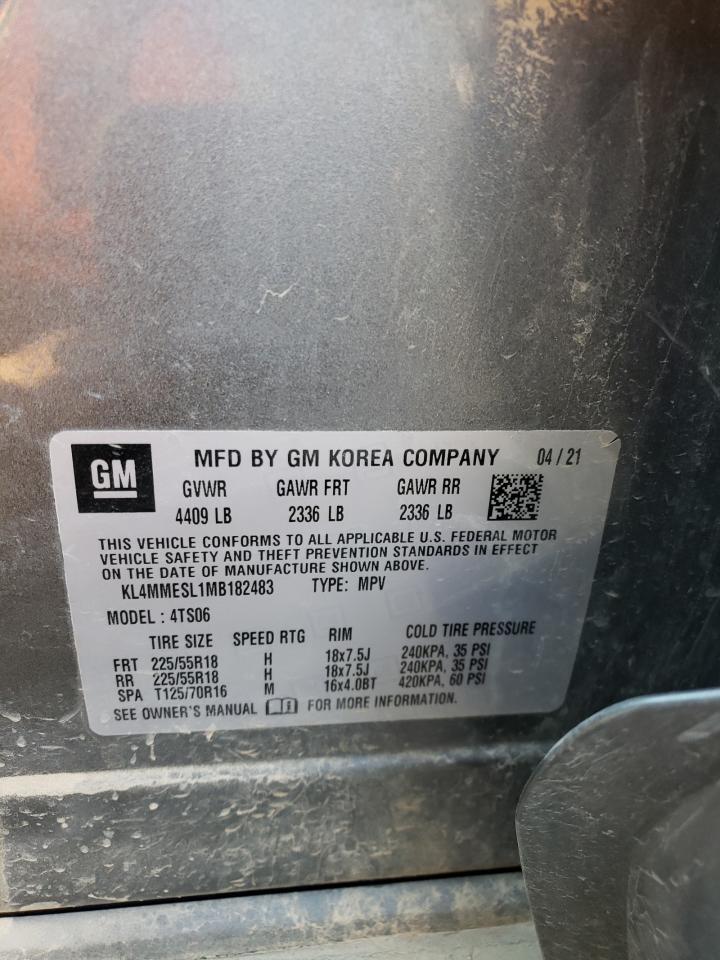 GM MFD BY GM KOREA COMPANY 04 / 21
GVWR GAWR FRT GAWR RR
4409 LB 2336 LB 2336 LB
THIS VEHICLE CONFORMS TO ALL APPLICABLE U.S. FEDERAL MOTOR
VEHICLE SAFETY AND THEFT PREVENTION STANDARDS IN EFFECT
ON THE DATE OF MANUFACTURE SHOWN ABOVE.
KL4MMESL1MB182483 TYPE: MPV
MODEL : 4TS06
TIRE SIZE SPEED RTG RIM COLD TIRE PRESSURE
FRT 225/55R18 H 18x7.5J 240KPA, 35 PSI
RR 225/55R18 H 18x7.5J 240KPA, 35 PSI
SPA T125/70R16 M 16x4.0BT 420KPA, 60 PSI
SEE OWNER'S MANUAL FOR MORE INFORMATION.